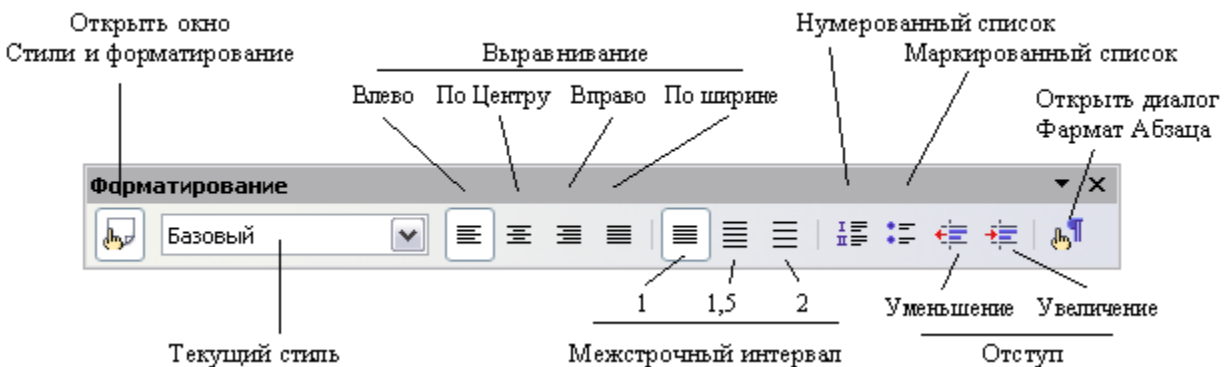 Открыть окно
Стили и форматирование
Выравнивание
Влево По Центру Вправо По ширине
Нумерованный список
Маркированный список
Открыть диалог
Фармат Абзаца
Форматирование
Базовый
1 1,5 2
Уменьшение Увеличение
Текущий стиль
Межстрочный интервал
Отступ